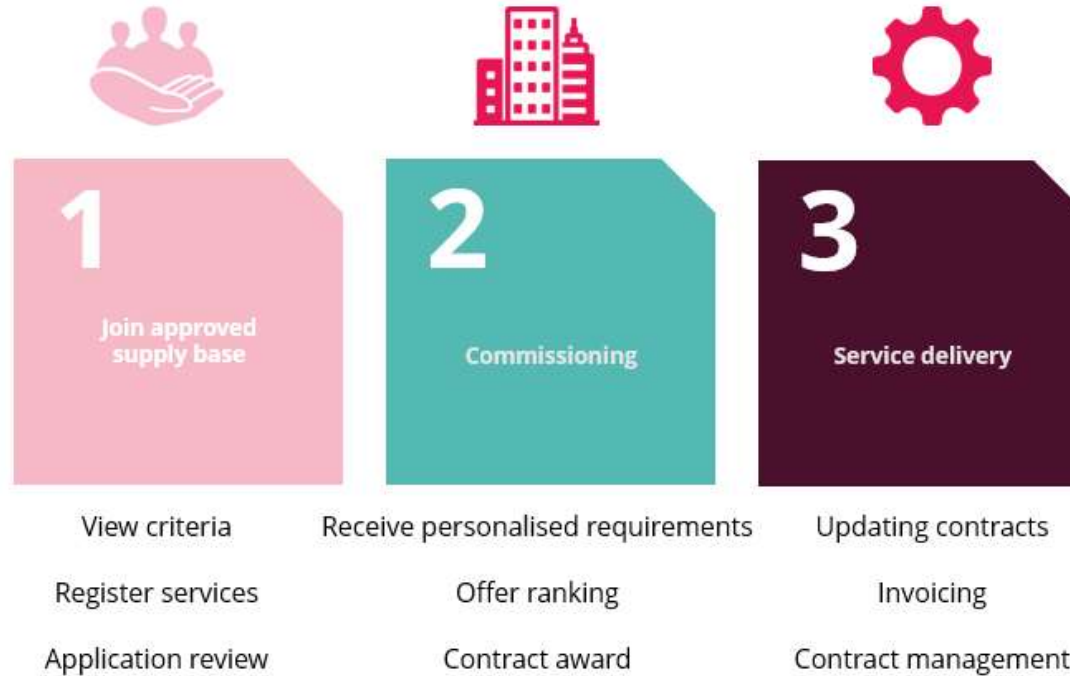 1
Join approved
supply base
2
Commissioning
3
Service delivery
View criteria
Register services
Application review
Receive personalised requirements
Offer ranking
Contract award
Updating contracts
Invoicing
Contract management